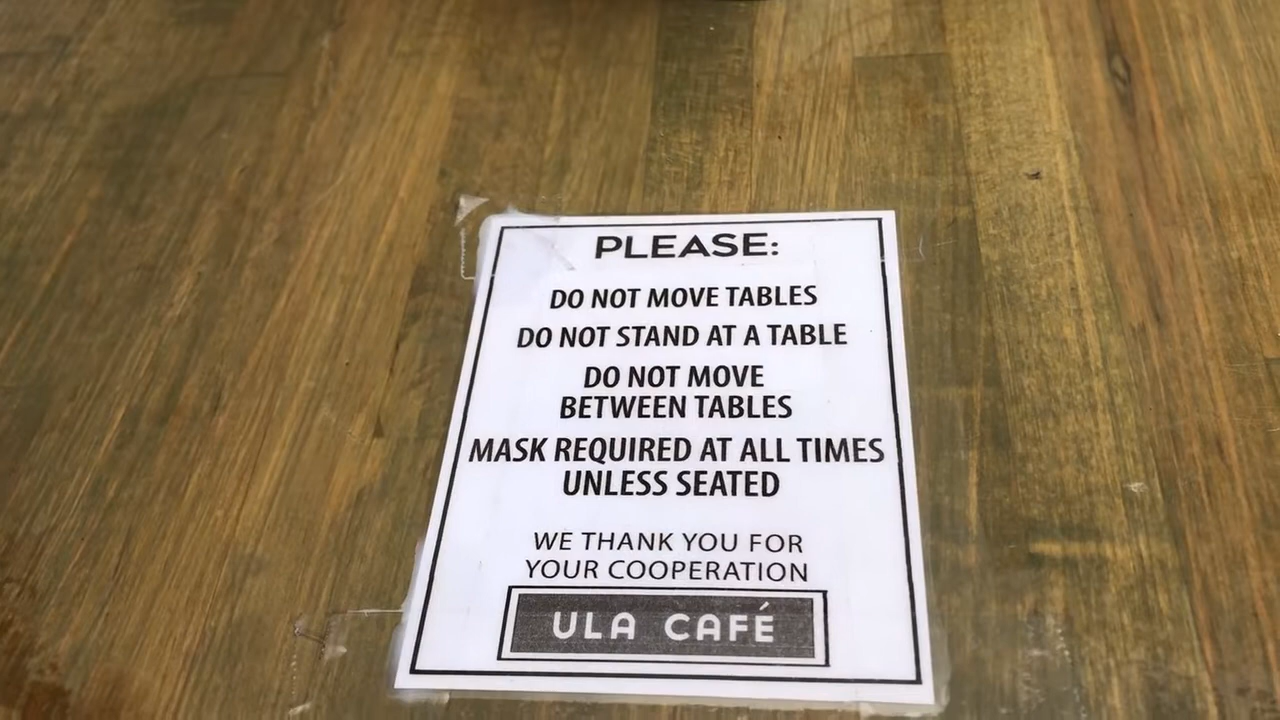 PLEASE:
DO NOT MOVE TABLES
DO NOT STAND AT A TABLE
DO NOT MOVE
BETWEEN TABLES
MASK REQUIRED AT ALL TIMES
UNLESS SEATED
WE THANK YOU FOR
YOUR COOPERATION
ULA CAFÉ